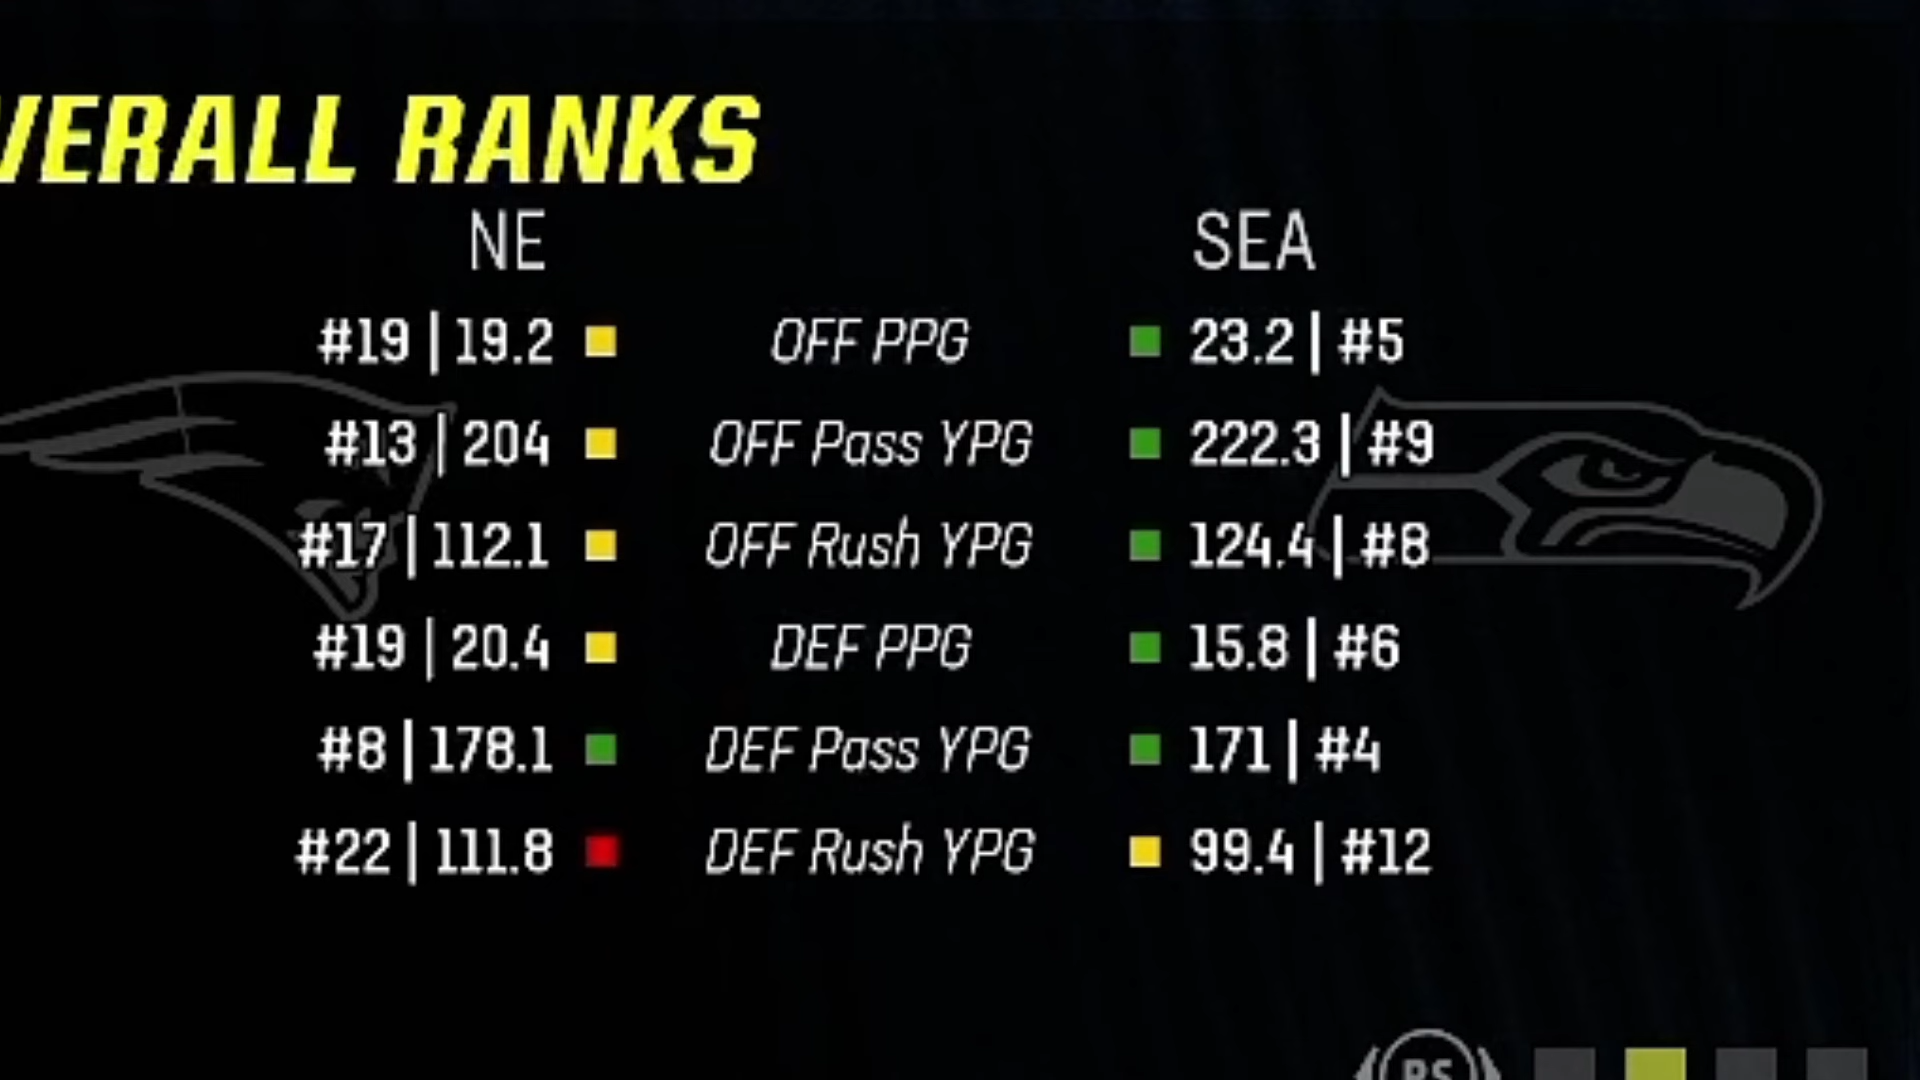 VERALL RANKS
NE SEA
#19 | 19.2 OFF PPG 23.2 | #5
#13 | 204 OFF Pass YPG 222.3 | #9
#17 | 112.1 OFF Rush YPG 124.4 | #8
#19 | 20.4 DEF PPG 15.8 | #6
#8 | 178.1 DEF Pass YPG 171 | #4
#22 | 111.8 DEF Rush YPG 99.4 | #12